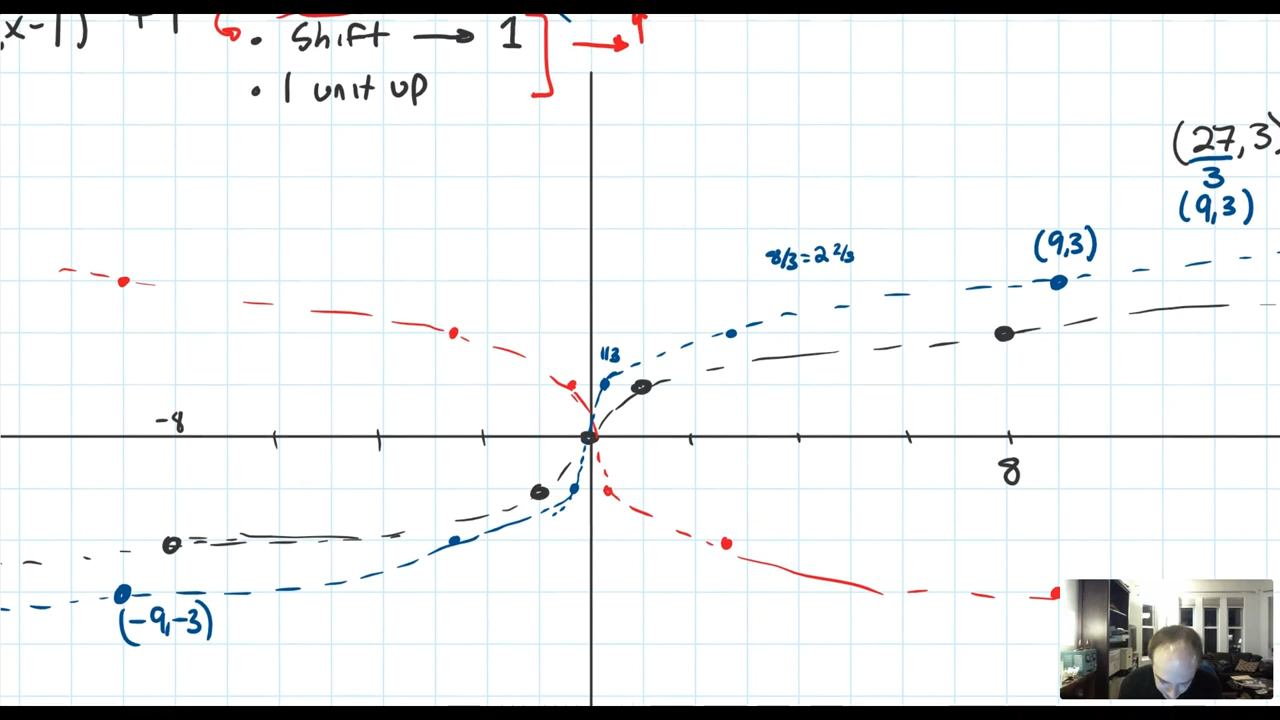 x-1) + 1
• Shift → 1
• 1 unit up
(27,3)
3
(9,3)
(9,3)
8/3 = 2 2/3
1/3
-8
8
(-9,-3)